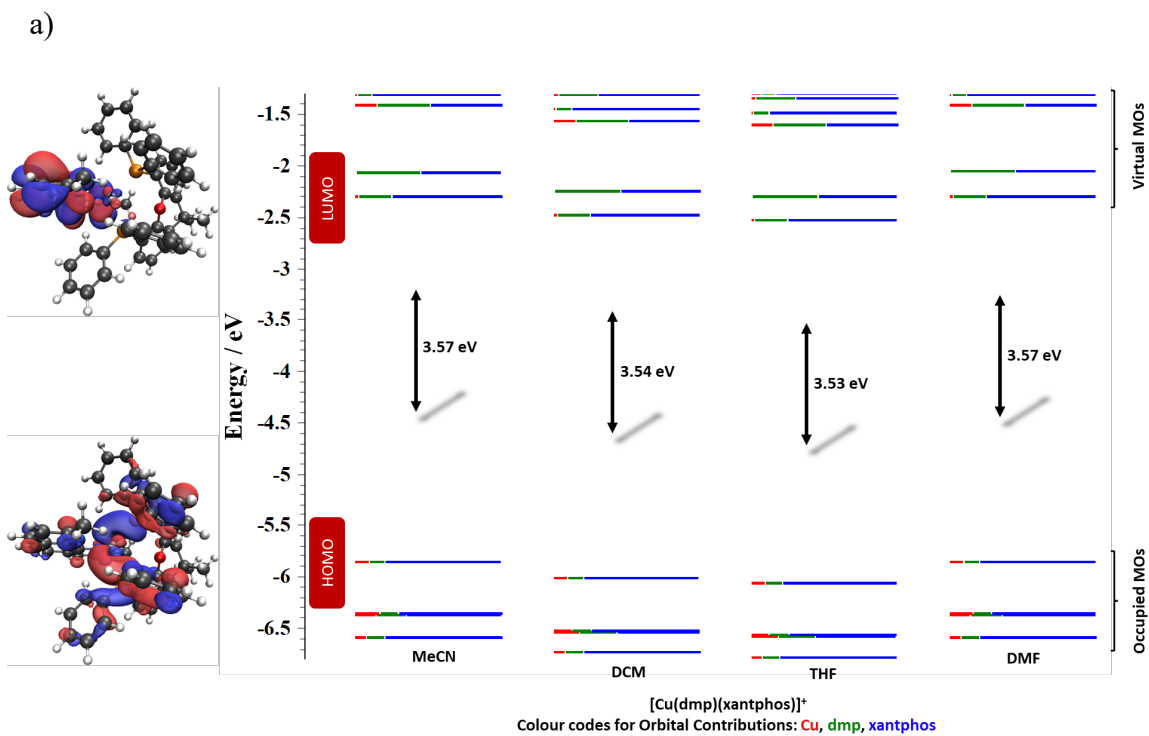 a)
Energy / eV
-1.5
-2
-2.5
-3
-3.5
-4
-4.5
-5
-5.5
-6
-6.5
LUMO
HOMO
3.57 eV
3.54 eV
3.53 eV
3.57 eV
Virtual MOs
Occupied MOs
MeCN
DCM
THF
DMF
[Cu(dmp)(xantphos)]⁺
Colour codes for Orbital Contributions: Cu, dmp, xantphos